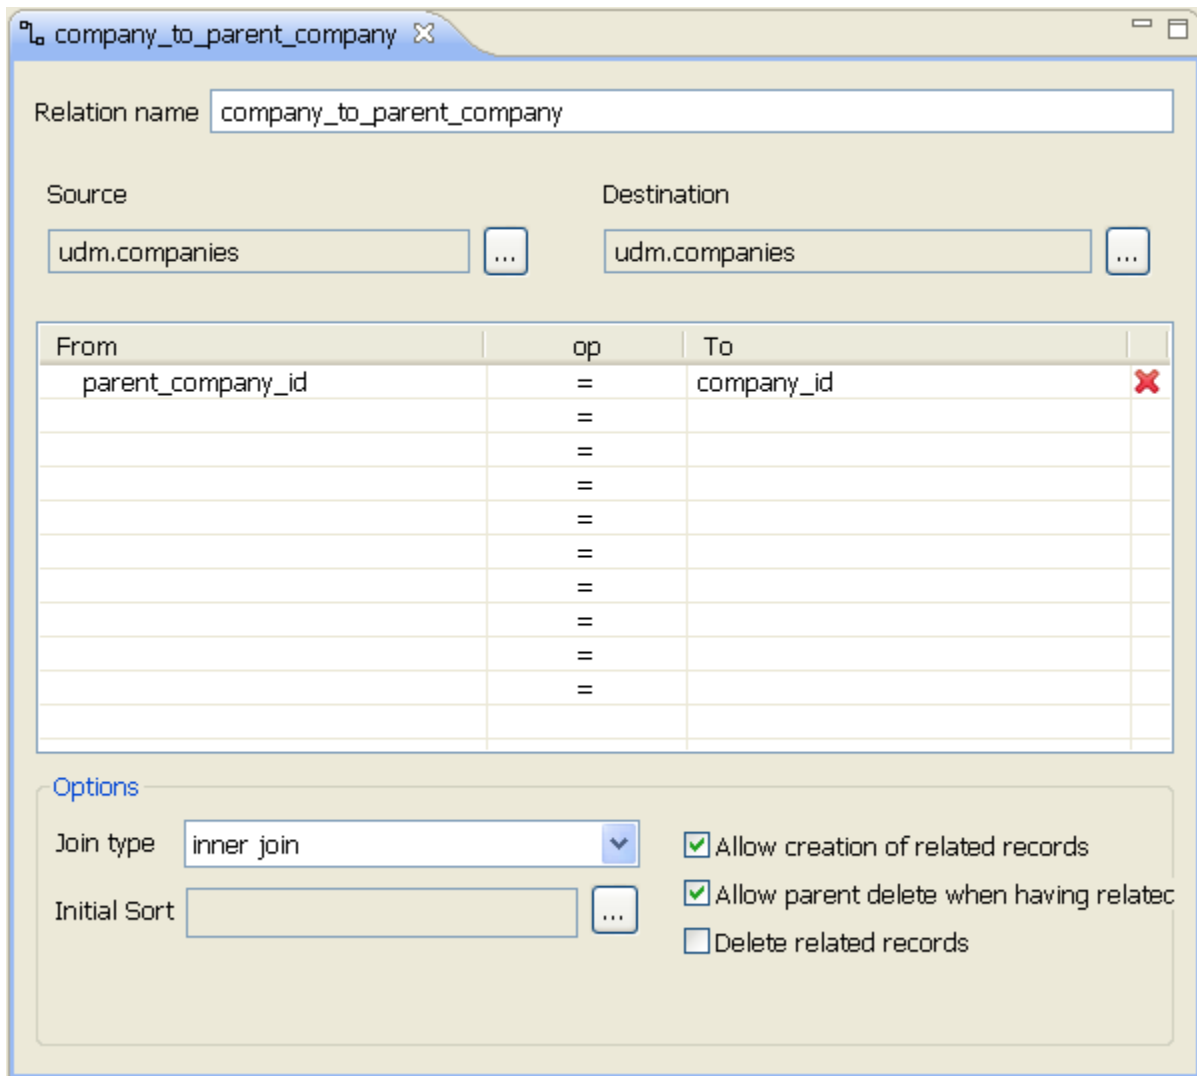 company_to_parent_company
Relation name company_to_parent_company
Source Destination
udm.companies ... udm.companies ...
From op To
parent_company_id = company_id
=
=
=
=
=
=
=
=
=
Options
Join type inner join Allow creation of related records
Allow parent delete when having related
Initial Sort ...
Delete related records